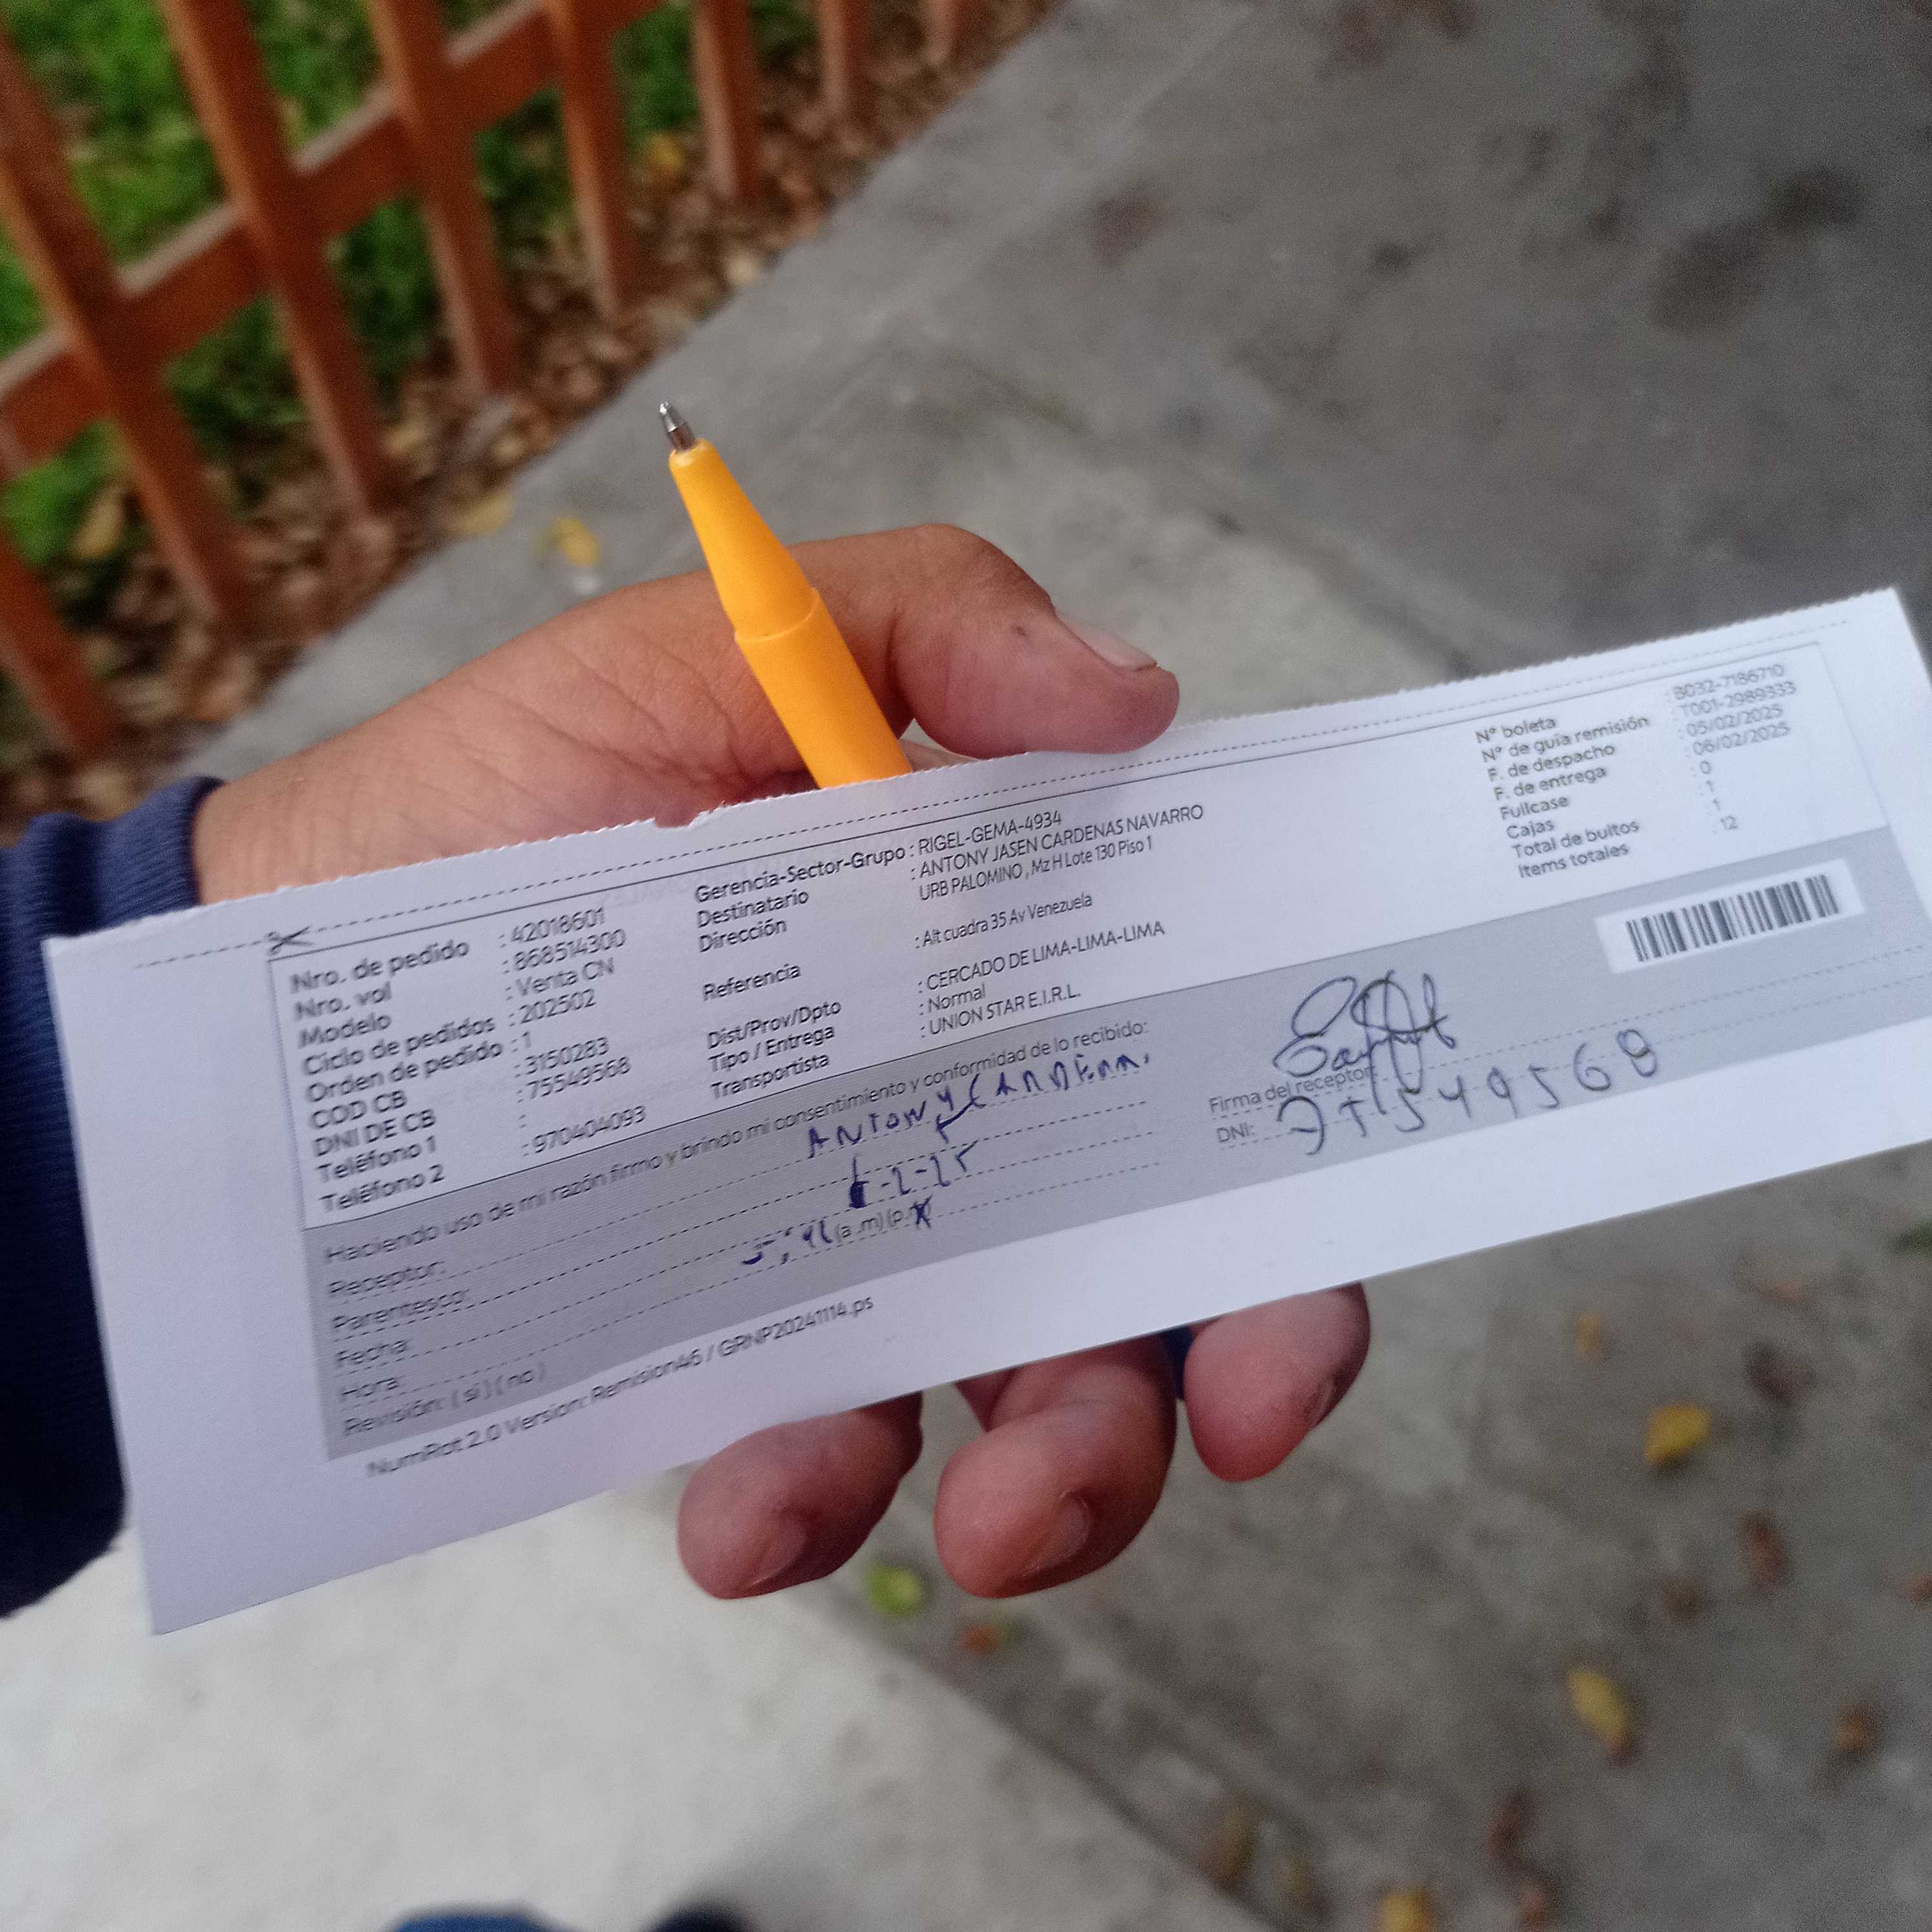 Nro. de pedido : 42018601
Nro. vol : 868514300
Modelo : Venta CN
Ciclo de pedidos : 202502
Orden de pedido : 1
COD CB : 3150283
DNI DE CB : 75549568
Teléfono 1 :
Teléfono 2 : 970404093
Gerencia-Sector-Grupo : RIGEL-GEMA-4934
Destinatario : ANTONY JASEN CARDENAS NAVARRO
Dirección URB PALOMINO , Mz H Lote 130 Piso 1
Referencia : Alt cuadra 35 Av Venezuela
Dist/Prov/Dpto : CERCADO DE LIMA-LIMA-LIMA
Tipo / Entrega : Normal
Transportista : UNION STAR E.I.R.L.
N° boleta : B032-7186710
N° de guía remisión : T001-2989333
F. de despacho : 05/02/2025
F. de entrega : 06/02/2025
Fullcase : 0
Cajas : 1
Total de bultos : 1
Items totales : 12
Haciendo uso de mi razón firmo y brindo mi consentimiento y conformidad de lo recibido:
Receptor: ANTONY
Parentesco:
Fecha: 6-2-25
Hora: (a.m) (p.
Revisión: ( si ) ( no )
Firma del receptor:
DNI: 75549568
NumRot 2.0 Version: Remision46 / GRNP20241114.ps